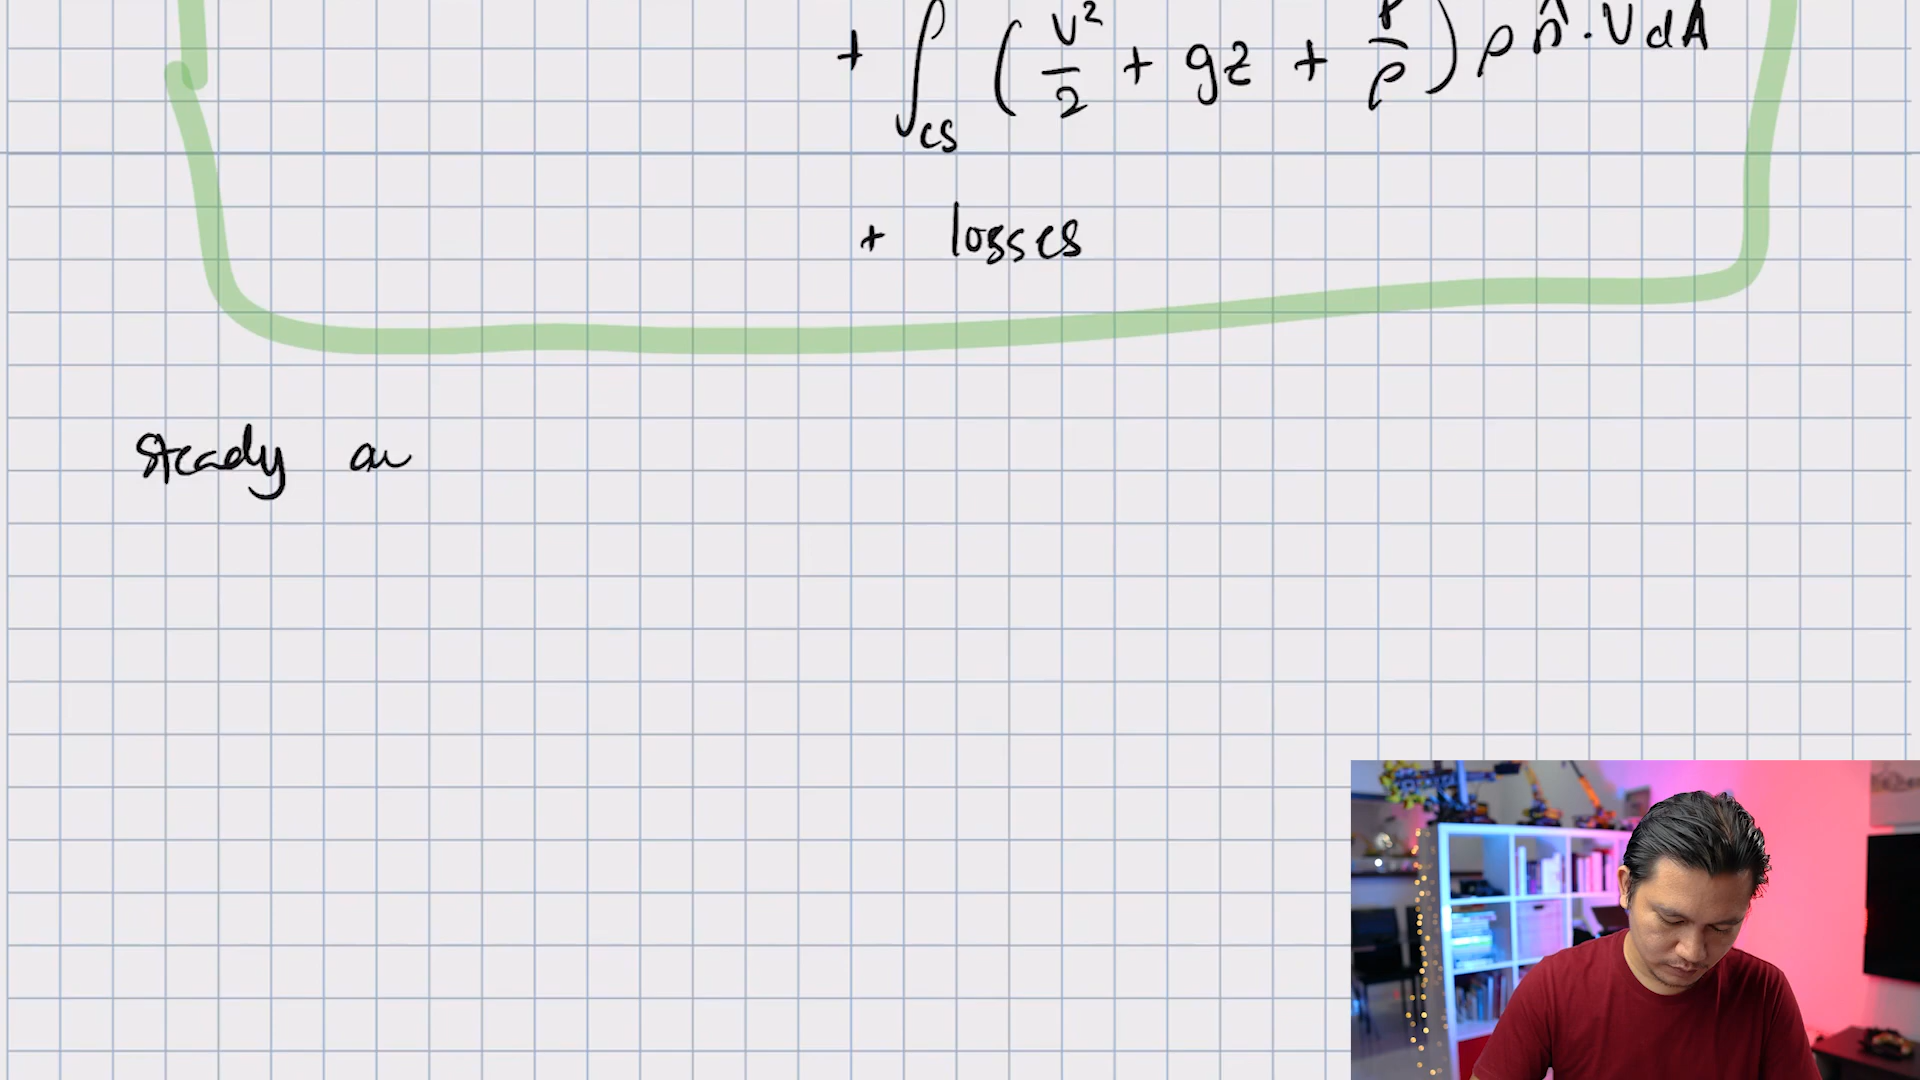 + ∫cs ( V²/2 + gz + P/ρ ) ρ n̂ · V dA
+ losses
steady an